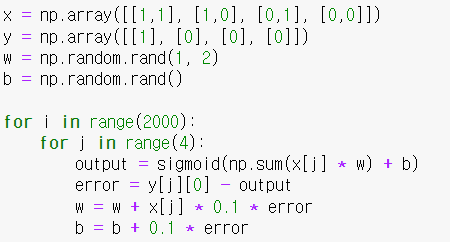 x = np.array([[1,1], [1,0], [0,1], [0,0]])
y = np.array([[1], [0], [0], [0]])
w = np.random.rand(1, 2)
b = np.random.rand()

for i in range(2000):
    for j in range(4):
        output = sigmoid(np.sum(x[j] * w) + b)
        error = y[j][0] - output
        w = w + x[j] * 0.1 * error
        b = b + 0.1 * error